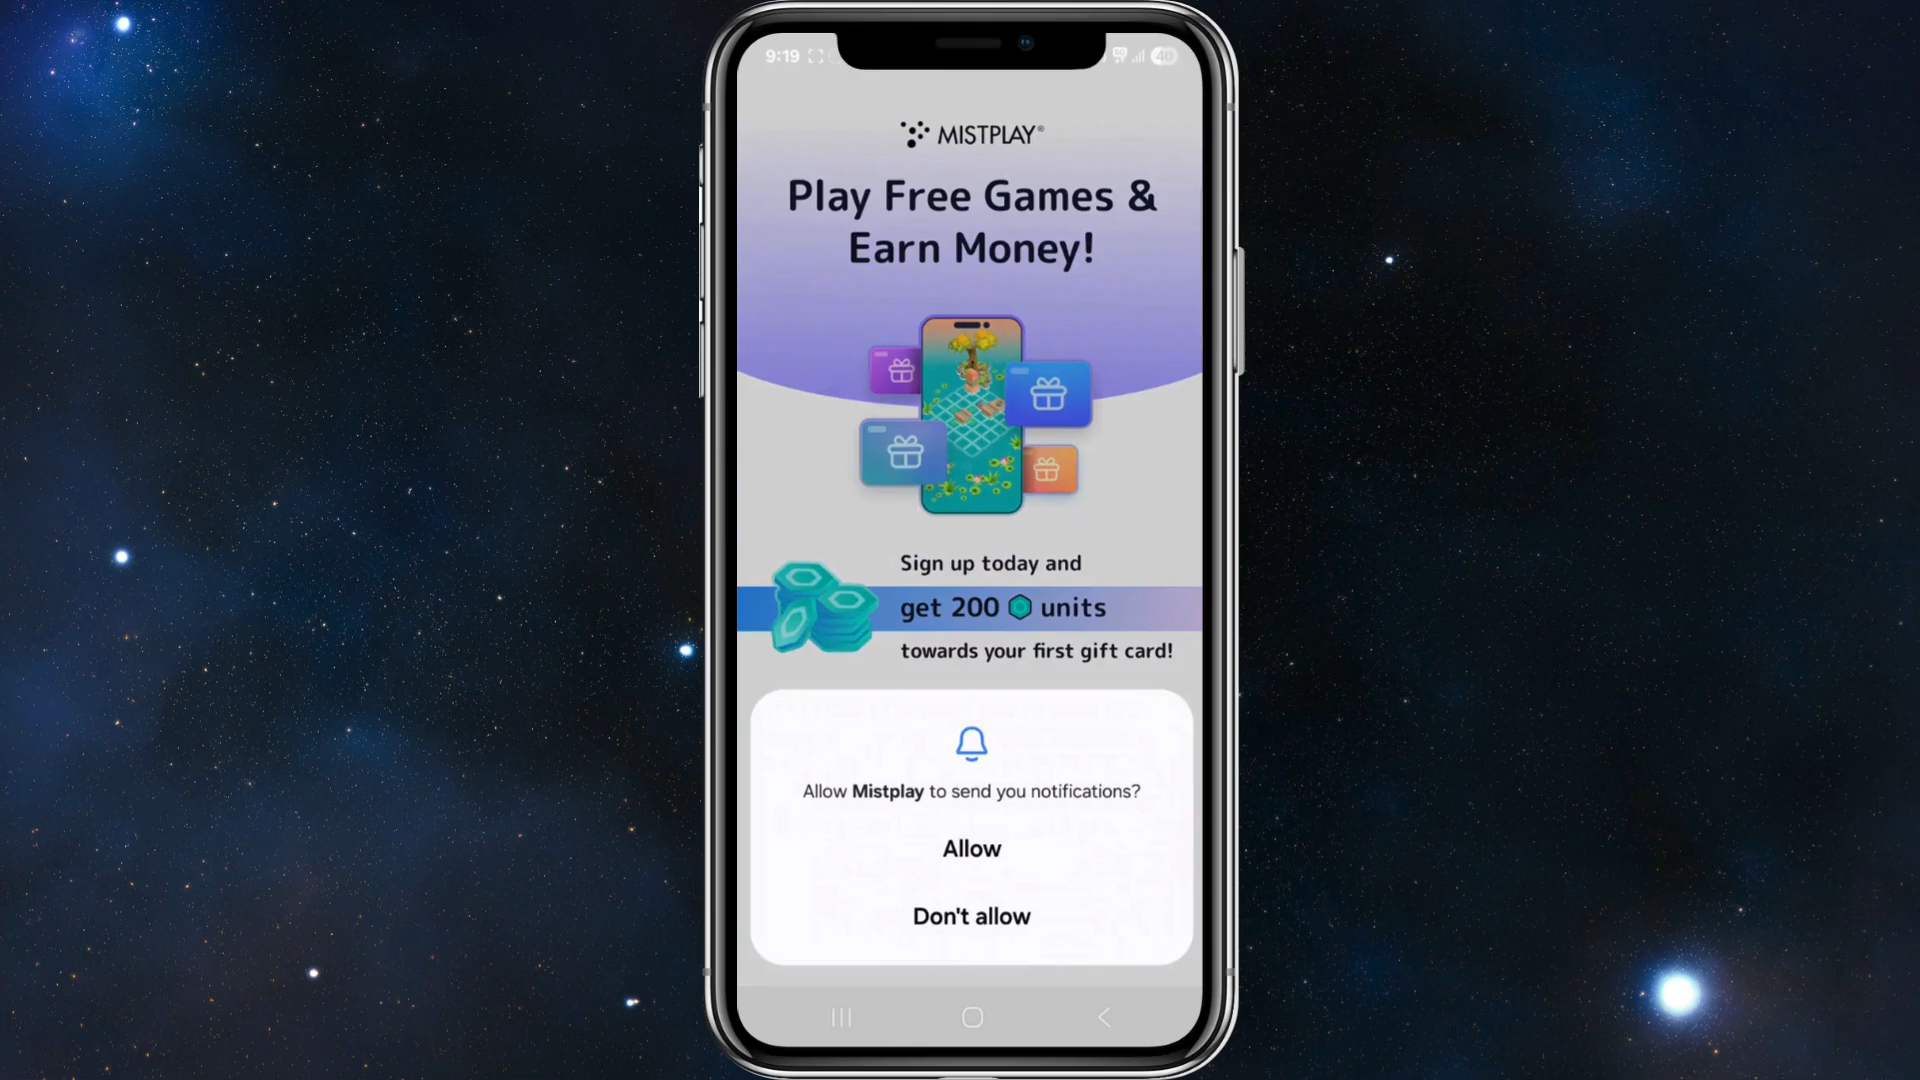 9:19
40
MISTPLAY®
Play Free Games &
Earn Money!
Sign up today and
get 200 units
towards your first gift card!
Allow Mistplay to send you notifications?
Allow
Don't allow